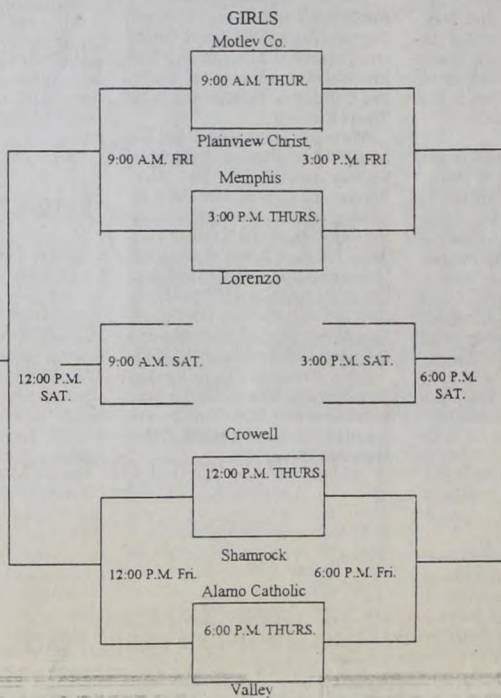 GIRLS
Motley Co.
9:00 A.M. THUR.
Plainview Christ.
9:00 A.M. FRI
3:00 P.M. FRI
Memphis
3:00 P.M. THURS.
Lorenzo
9:00 A.M. SAT.
3:00 P.M. SAT.
12:00 P.M.
SAT.
6:00 P.M.
SAT.
Crowell
12:00 P.M. THURS.
Shamrock
12:00 P.M. Fri.
6:00 P.M. Fri.
Alamo Catholic
6:00 P.M. THURS.
Valley